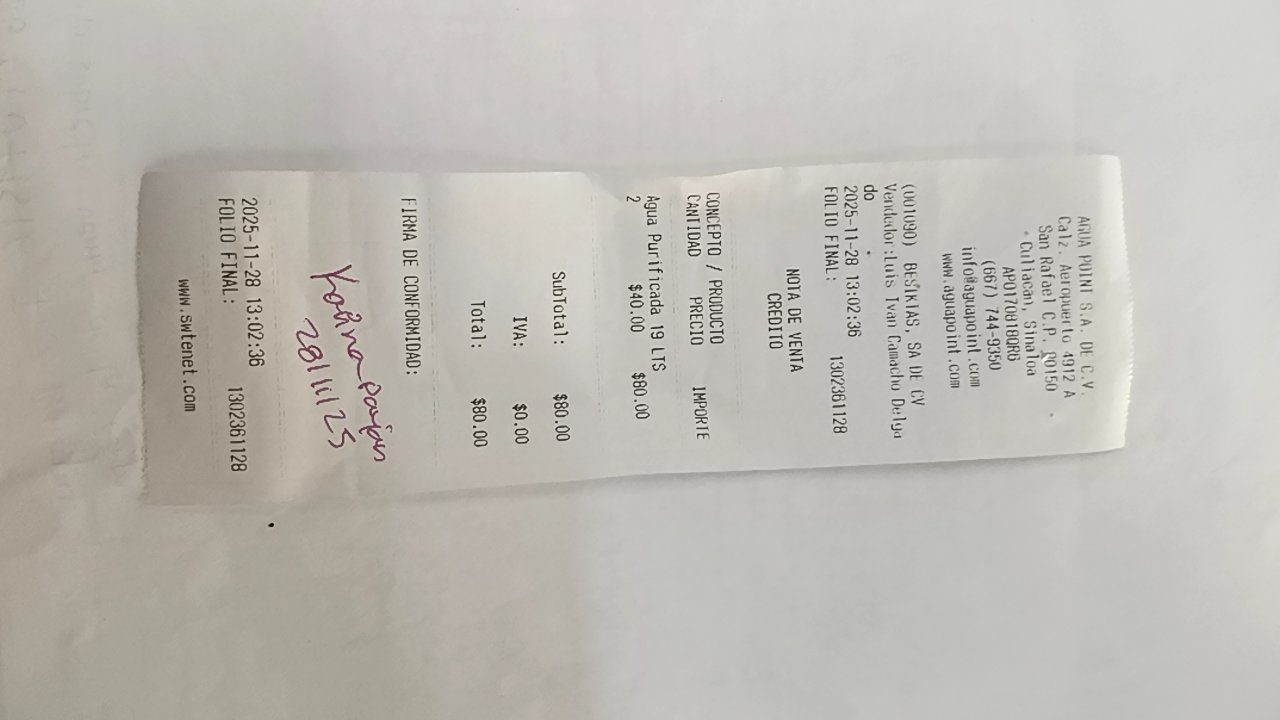 AGUA POINT S.A. DE C.V.
Calz. Aeropuerto 4912 A
San Rafael C.P. 80150
Culiacan, Sinaloa
APO170818QR6
(667) 744-9350
info@aguapoint.com
www.aguapoint.com
(001090) BESTKIAS, SA DE CV
Vendedor:Luis Ivan Camacho Delga
do
2025-11-28 13:02:36
FOLIO FINAL: 1302361128
NOTA DE VENTA
CREDITO
CONCEPTO / PRODUCTO
CANTIDAD PRECIO IMPORTE
Agua Purificada 19 LTS
2 $40.00 $80.00
SubTotal: $80.00
IVA: $0.00
Total: $80.00
FIRMA DE CONFORMIDAD:
28/11/25
2025-11-28 13:02:36
FOLIO FINAL: 1302361128
www.swtenet.com